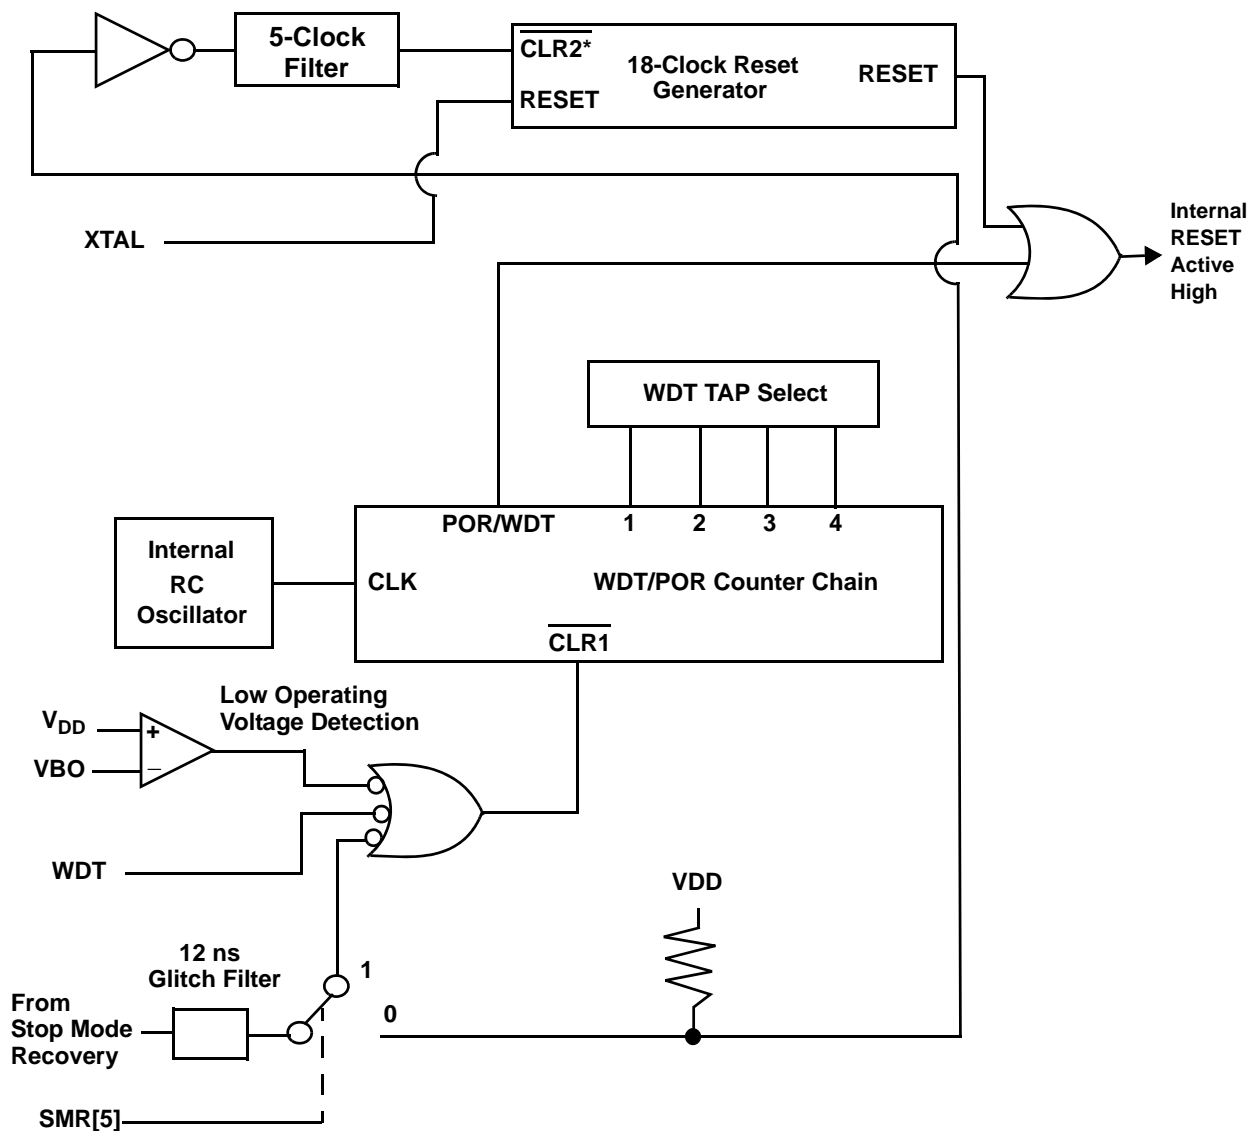 5-Clock
Filter
CLR2*
18-Clock Reset
Generator
RESET
RESET
XTAL
Internal
RESET
Active
High
WDT TAP Select
POR/WDT
1
2
3
4
Internal
RC
Oscillator
CLK
WDT/POR Counter Chain
CLR1
Low Operating
Voltage Detection
VDD
+
VBO
–
WDT
VDD
12 ns
Glitch Filter
1
0
From
Stop Mode
Recovery
SMR[5]